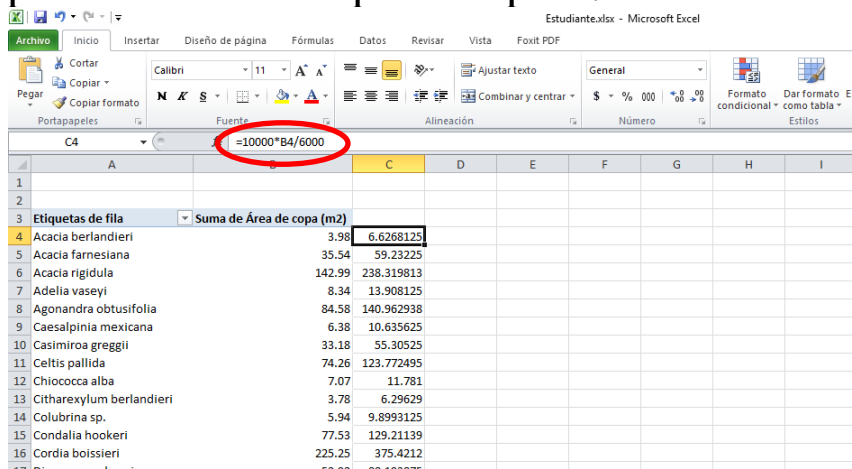 Estudiante.xlsx - Microsoft Excel
Archivo Inicio Insertar Diseño de página Fórmulas Datos Revisar Vista Foxit PDF
Pegar
Cortar
Copiar
Copiar formato
Portapapeles
Calibri 11 A A
N K S A
Fuente
Ajustar texto
Combinar y centrar
Alineación
General
$ % 000
Número
Formato condicional
Dar formato como tabla
E
Estilos
C4 =10000*B4/6000
A C D E F G H I
1
2
3 Etiquetas de fila Suma de Área de copa (m2)
4 Acacia berlandieri 3.98 6.6268125
5 Acacia farnesiana 35.54 59.23225
6 Acacia rigidula 142.99 238.319813
7 Adelia vaseyi 8.34 13.908125
8 Agonandra obtusifolia 84.58 140.962938
9 Caesalpinia mexicana 6.38 10.635625
10 Casimiroa greggii 33.18 55.30525
11 Celtis pallida 74.26 123.772495
12 Chiococca alba 7.07 11.781
13 Citharexylum berlandieri 3.78 6.29629
14 Colubrina sp. 5.94 9.8993125
15 Condalia hookeri 77.53 129.21139
16 Cordia boissieri 225.25 375.4212